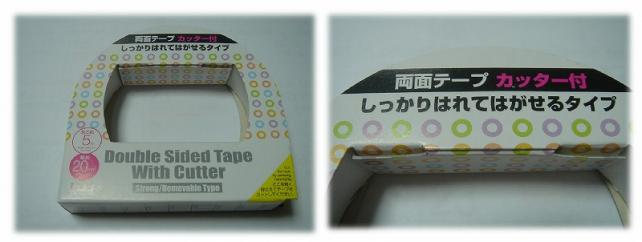 両面テープ カッター付
しっかりはれてはがせるタイプ
5
20
Double Sided Tape
With Cutter
Strong/Removable Type
両面テープ カッター付
しっかりはれてはがせるタイプ